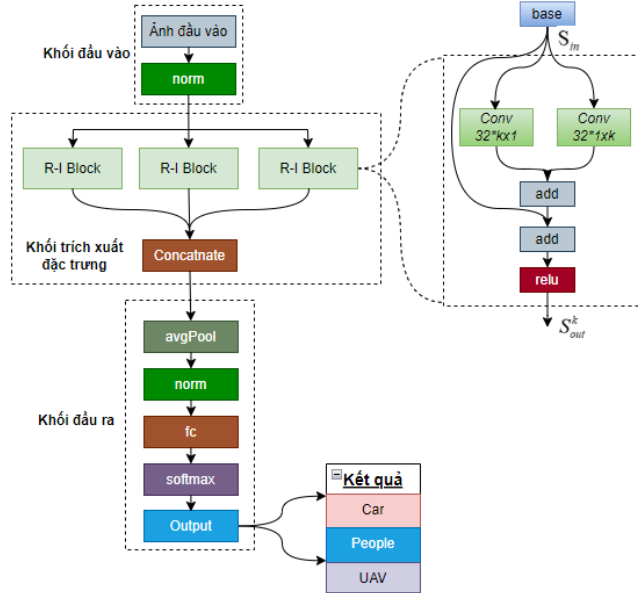 Khối đầu vào
Ảnh đầu vào
norm
R-I Block
R-I Block
R-I Block
Khối trích xuất
đặc trưng
Concatnate
avgPool
norm
Khối đầu ra
fc
softmax
Output
Kết quả
Car
People
UAV
base
S_in
Conv
32*kx1
Conv
32*1xk
add
add
relu
S^k_out